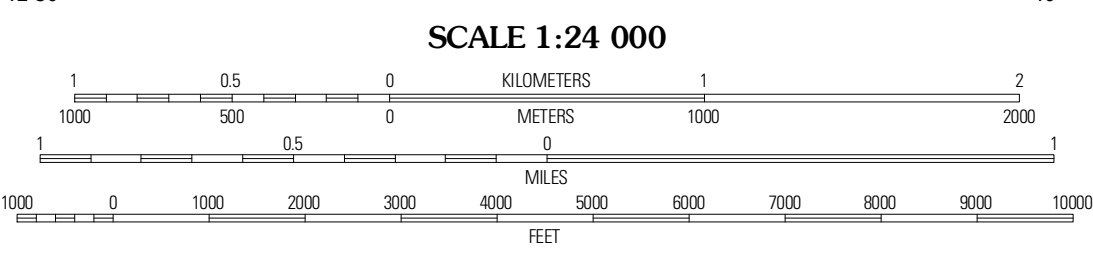 SCALE 1:24 000
1 0.5 0 KILOMETERS 1 2
1000 500 0 METERS 1000 2000
1 0.5 0 1
MILES
1000 0 1000 2000 3000 4000 5000 6000 7000 8000 9000 10000
FEET